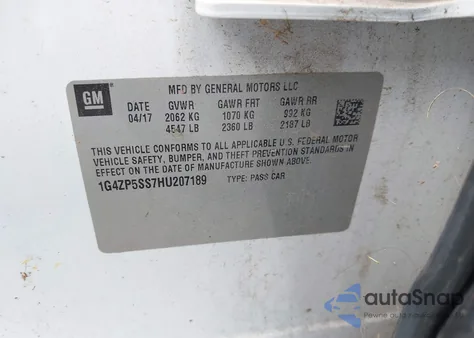 GM
MFD BY GENERAL MOTORS LLC
DATE GVWR GAWR FRT GAWR RR
04/17 2062 KG 1070 KG 992 KG
4547 LB 2360 LB 2187 LB
THIS VEHICLE CONFORMS TO ALL APPLICABLE U.S. FEDERAL MOTOR
VEHICLE SAFETY, BUMPER, AND THEFT PREVENTION STANDARDS IN
EFFECT ON THE DATE OF MANUFACTURE SHOWN ABOVE.
1G4ZP5SS7HU207189 TYPE: PASS CAR
autoSnap